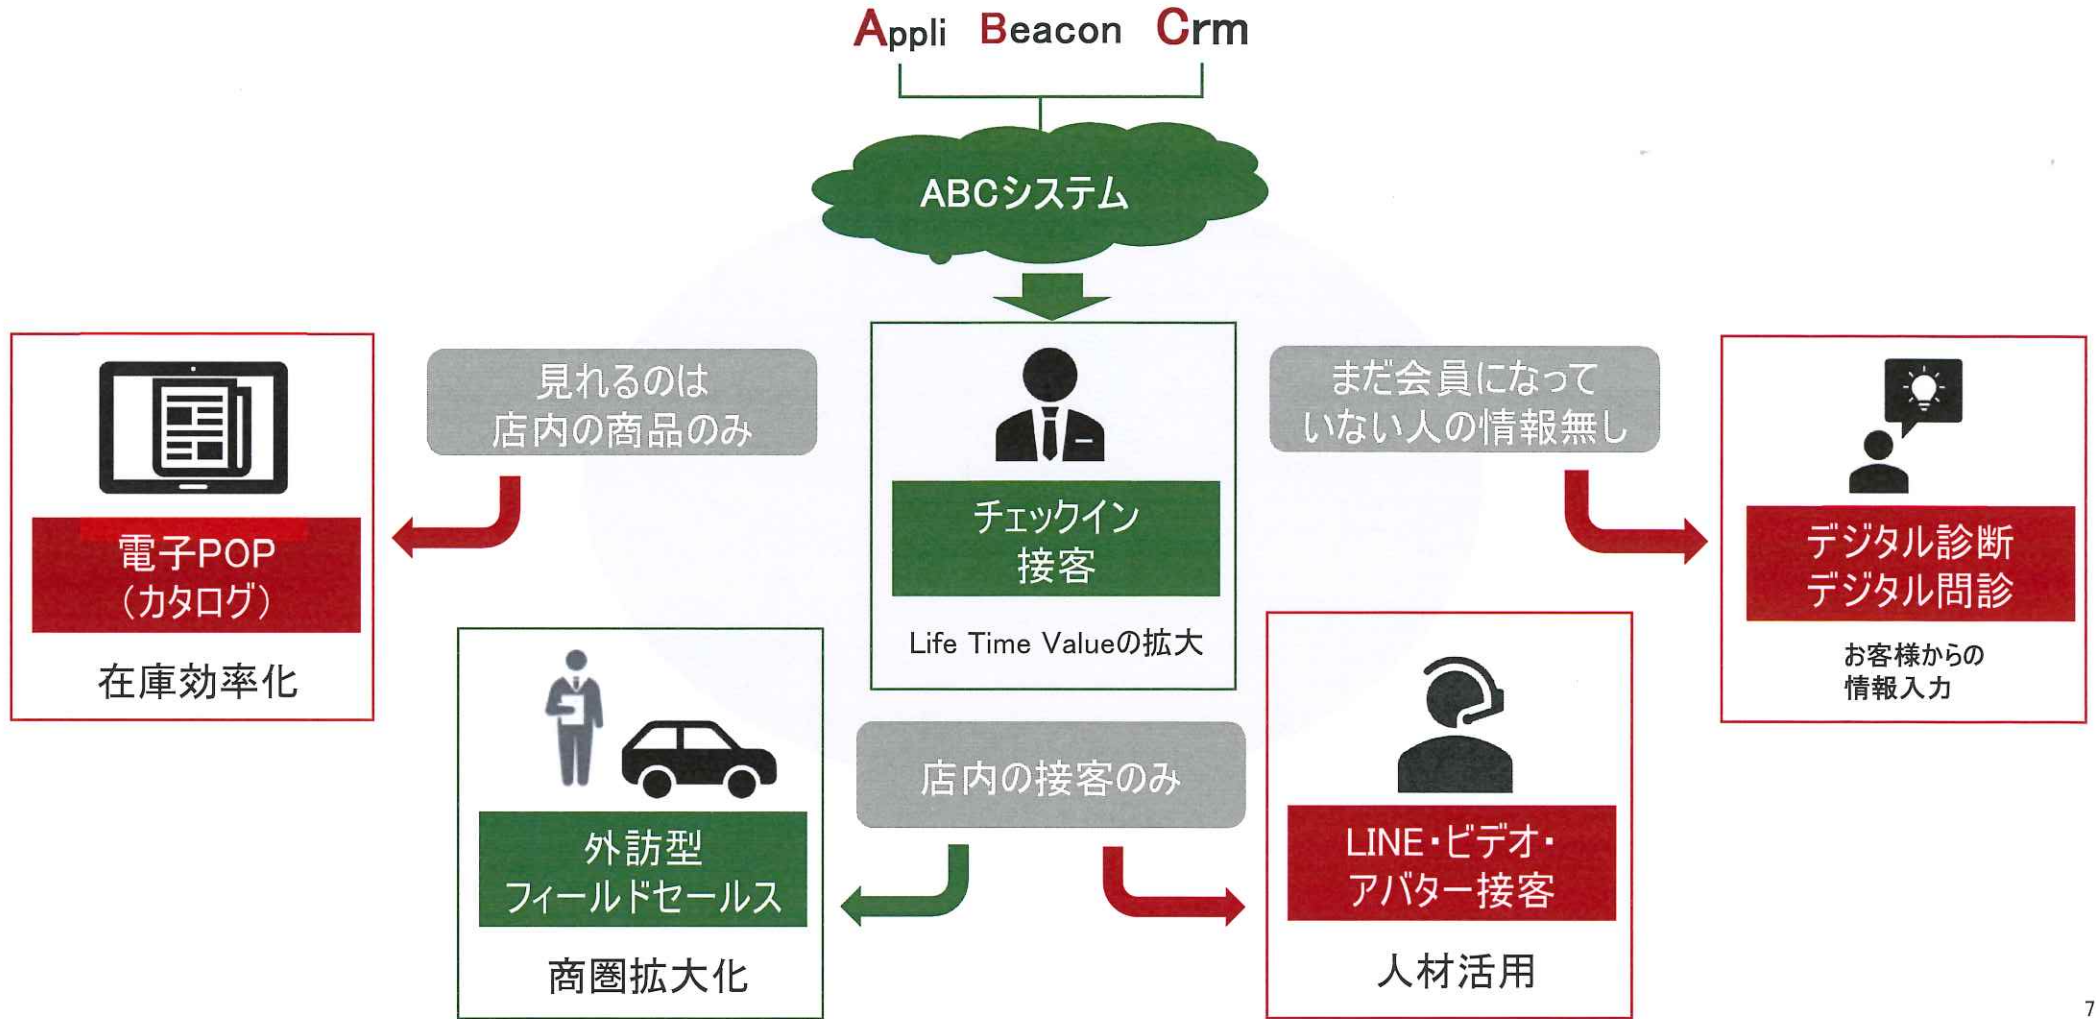 Appli Beacon Crm
ABCシステム
見れるのは
店内の商品のみ
まだ会員になって
いない人の情報無し
電子POP
（カタログ）
在庫効率化
チェックイン
接客
Life Time Valueの拡大
デジタル診断
デジタル問診
お客様からの
情報入力
店内の接客のみ
外訪型
フィールドセールス
商圏拡大化
LINE・ビデオ・
アバター接客
人材活用
7